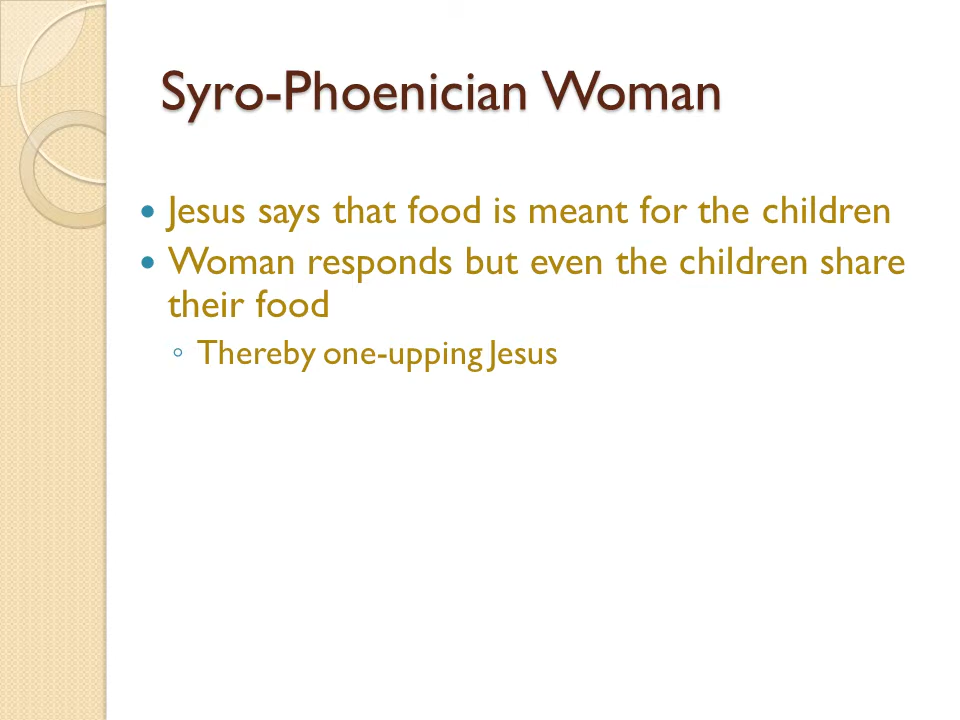 Syro-Phoenician Woman
• Jesus says that food is meant for the children
• Woman responds but even the children share
their food
◦ Thereby one-upping Jesus